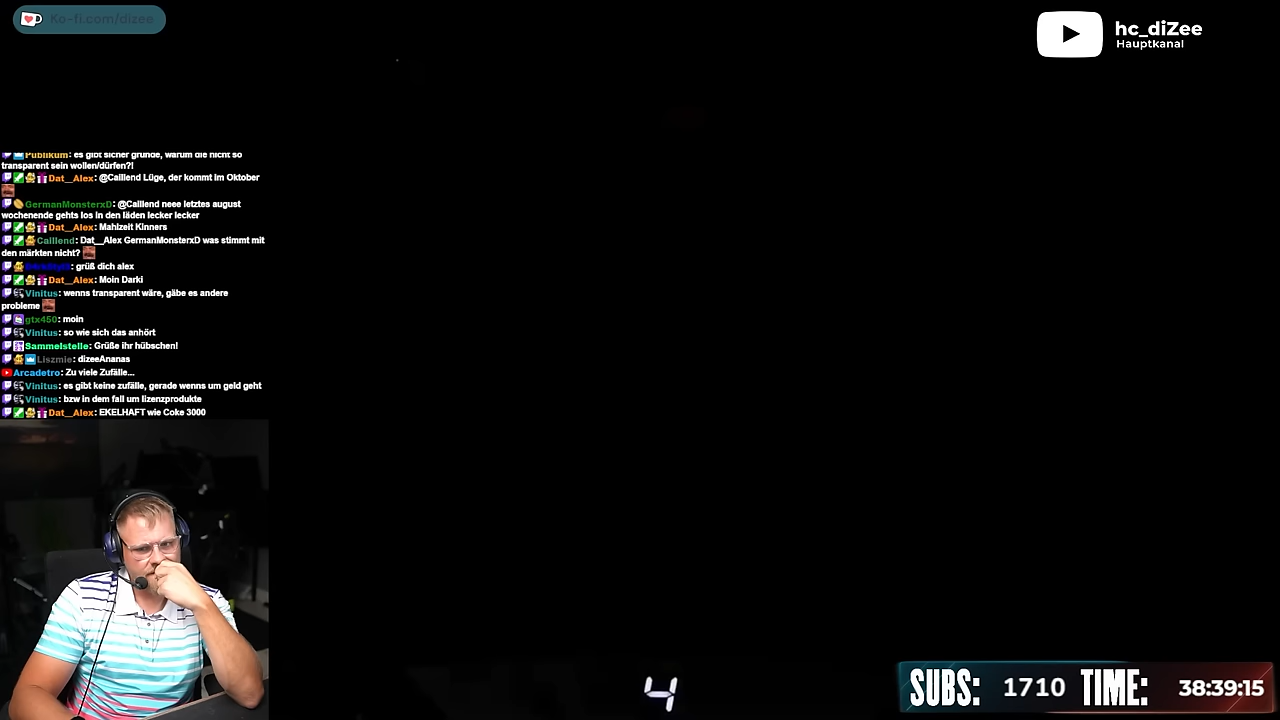 Ko-fi.com/dizee
hc_diZee
Hauptkanal
Publikum: es gibt sicher gründe, warum die nicht so
transparent sein wollen/dürfen?!
Dat__Alex: @Caillend Lüge, der kommt im Oktober
GermanMonsterxD: @Caillend neee letztes august
wochenende gehts los in den läden lecker lecker
Dat__Alex: Mahlzeit Kinners
Caillend: Dat__Alex GermanMonsterxD was stimmt mit
den märkten nicht?
: grüß dich alex
Dat__Alex: Moin Darki
Vinitus: wenns transparent wäre, gäbe es andere
probleme
gtx450: moin
Vinitus: so wie sich das anhört
Sammelstelle: Grüße ihr hübschen!
Liszmie: dizeeAnanas
Arcadetro: Zu viele Zufälle...
Vinitus: es gibt keine zufälle, gerade wenns um geld geht
Vinitus: bzw in dem fall um lizenzprodukte
Dat__Alex: EKELHAFT wie Coke 3000
4
SUBS: 1710 TIME: 38:39:15